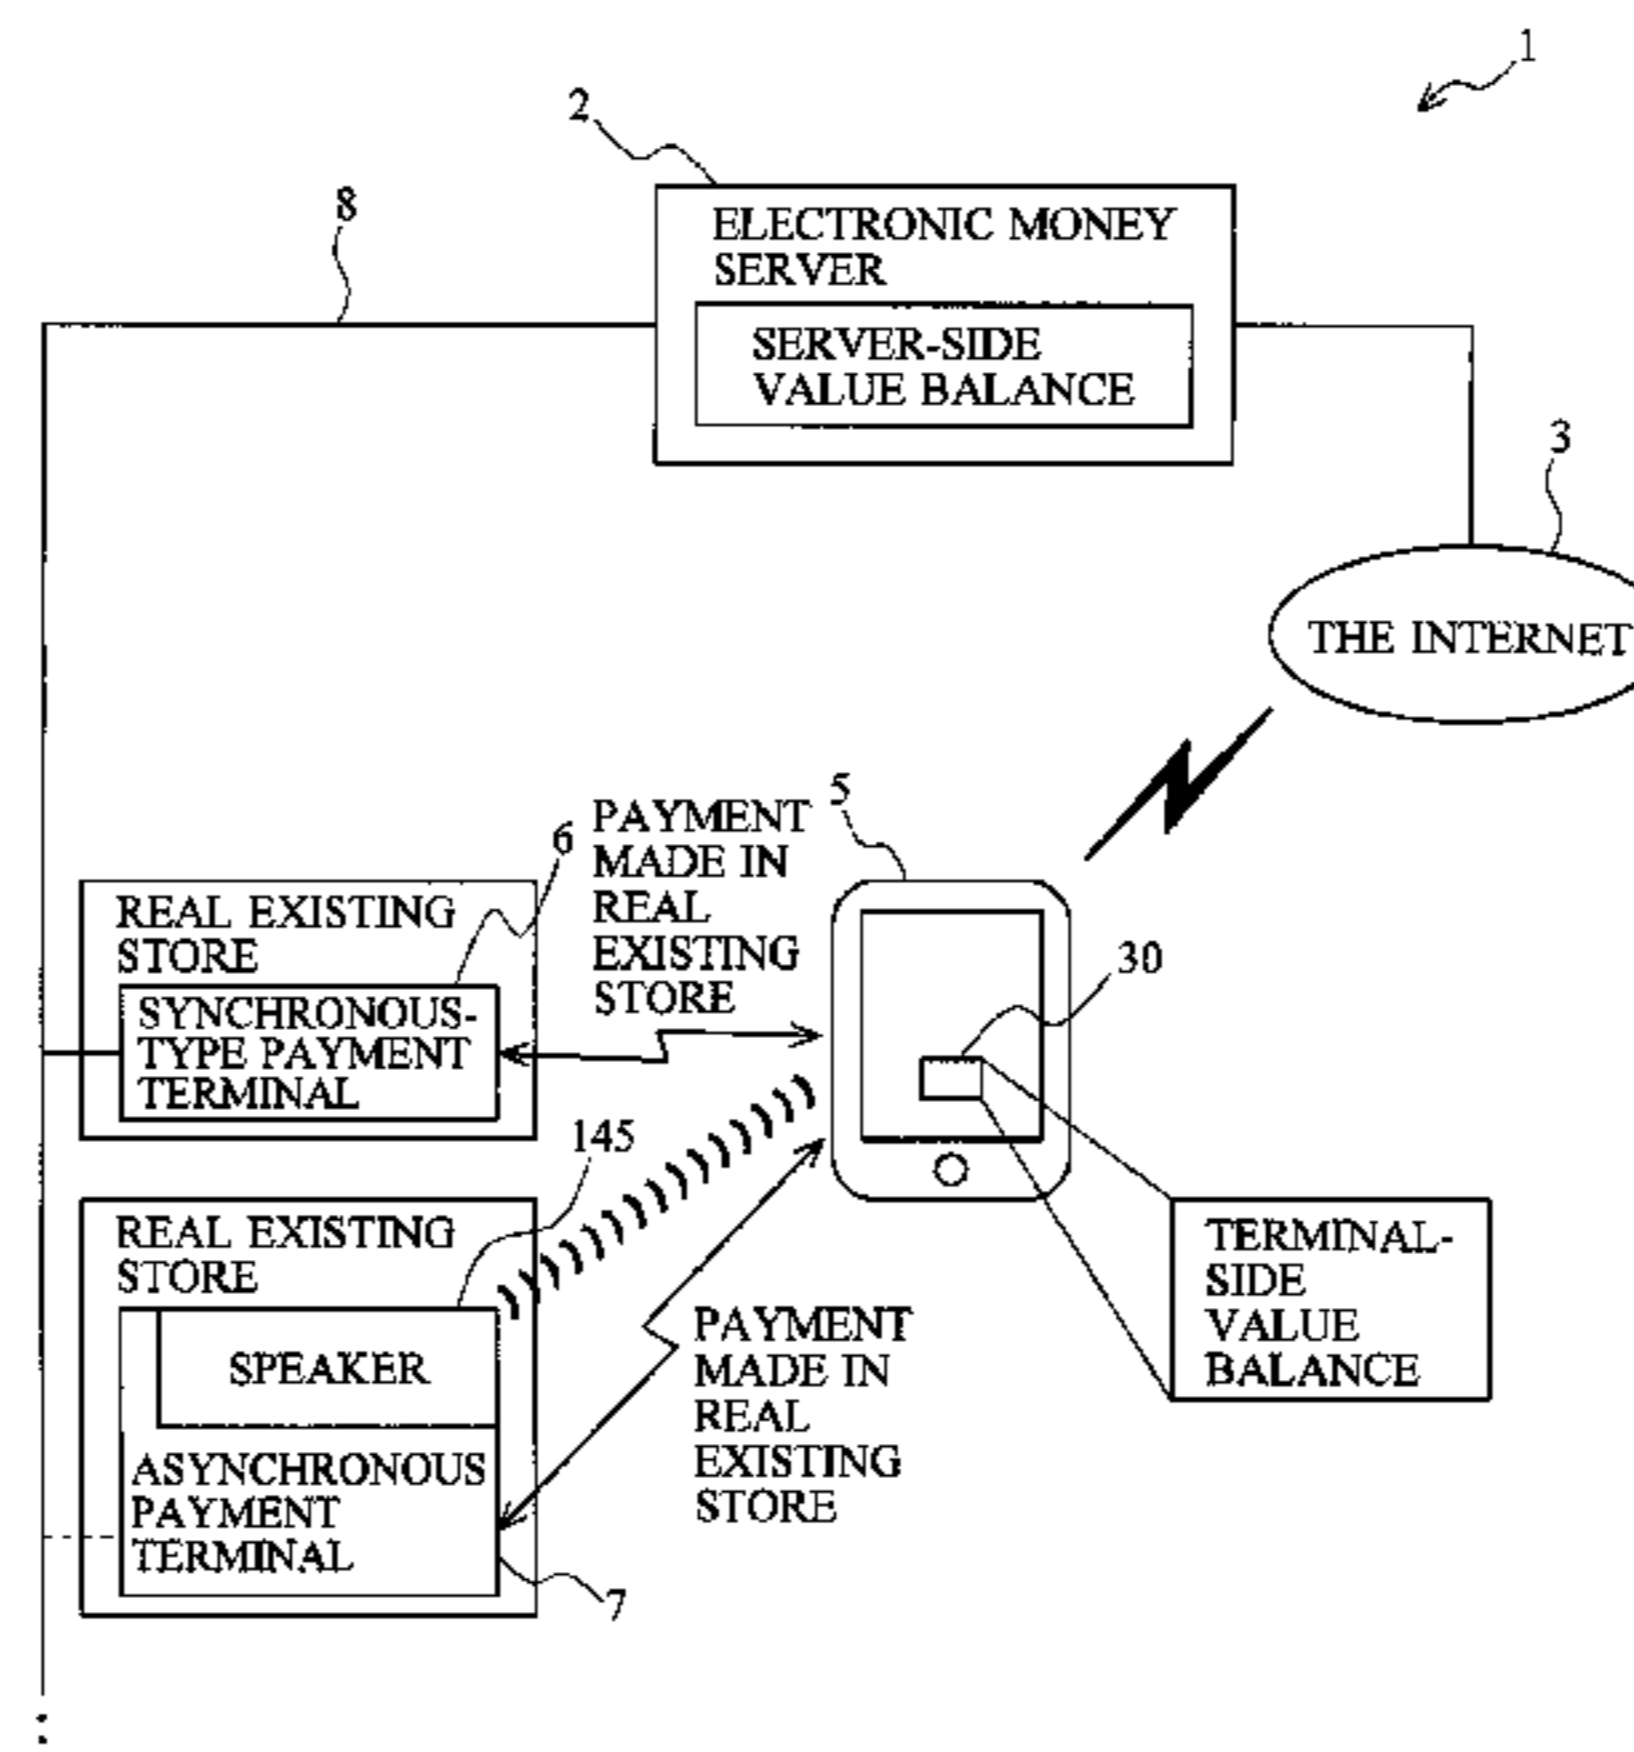 1
2
8
ELECTRONIC MONEY
SERVER
SERVER-SIDE
VALUE BALANCE
3
THE INTERNET
5
6
PAYMENT
MADE IN
REAL
EXISTING
STORE
REAL EXISTING
STORE
SYNCHRONOUS-
TYPE PAYMENT
TERMINAL
30
145
REAL EXISTING
STORE
SPEAKER
ASYNCHRONOUS
PAYMENT
TERMINAL
7
PAYMENT
MADE IN
REAL
EXISTING
STORE
TERMINAL-
SIDE
VALUE
BALANCE